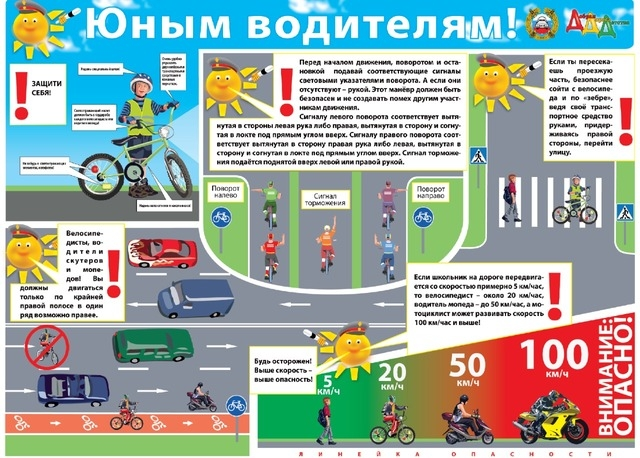 Юным водителям!
ЗАЩИТИ
СЕБЯ!
Перед началом движения, поворотом и ос-
тановкой подавай соответствующие сигналы
световыми указателями поворота. А если они
отсутствуют – рукой. Этот манёвр должен быть
безопасен и не создавать помех другим участ-
никам движения.
Сигналу левого поворота соответствует вытя-
нутая в сторону левая рука либо правая, вытянутая в сторону и согну-
тая в локте под прямым углом вверх. Сигналу правого поворота соот-
ветствует вытянутая в сторону правая рука либо левая, вытянутая в
сторону и согнутая в локте под прямым углом вверх. Сигнал торможе-
ния подаётся поднятой вверх левой или правой рукой.
Поворот
налево
Сигнал
торможения
Поворот
направо
Если ты пересека-
ешь проезжую
часть, безопаснее
сойти с велосипе-
да и по «зебре»,
ведя своё транс-
портное средство
руками, придер-
живаясь правой
стороны, перейти
улицу.
Велосипе-
дисты, во-
дители
скутеров
и мопе-
дов! Вы
должны двигаться
только по крайней
правой полосе в один
ряд возможно правее.
Если школьник на дороге передвига-
ется со скоростью примерно 5 км/час,
то велосипедист – около 20 км/час,
водитель мопеда – до 50 км/час, а мо-
тоциклист может развивать скорость
100 км/час и выше!
Будь осторожен!
Выше скорость –
выше опасность!
5
км/ч
20
км/ч
50
км/ч
100
км/ч
ВНИМАНИЕ:
ОПАСНО!
ЛИНЕЙКА ОПАСНОСТИ